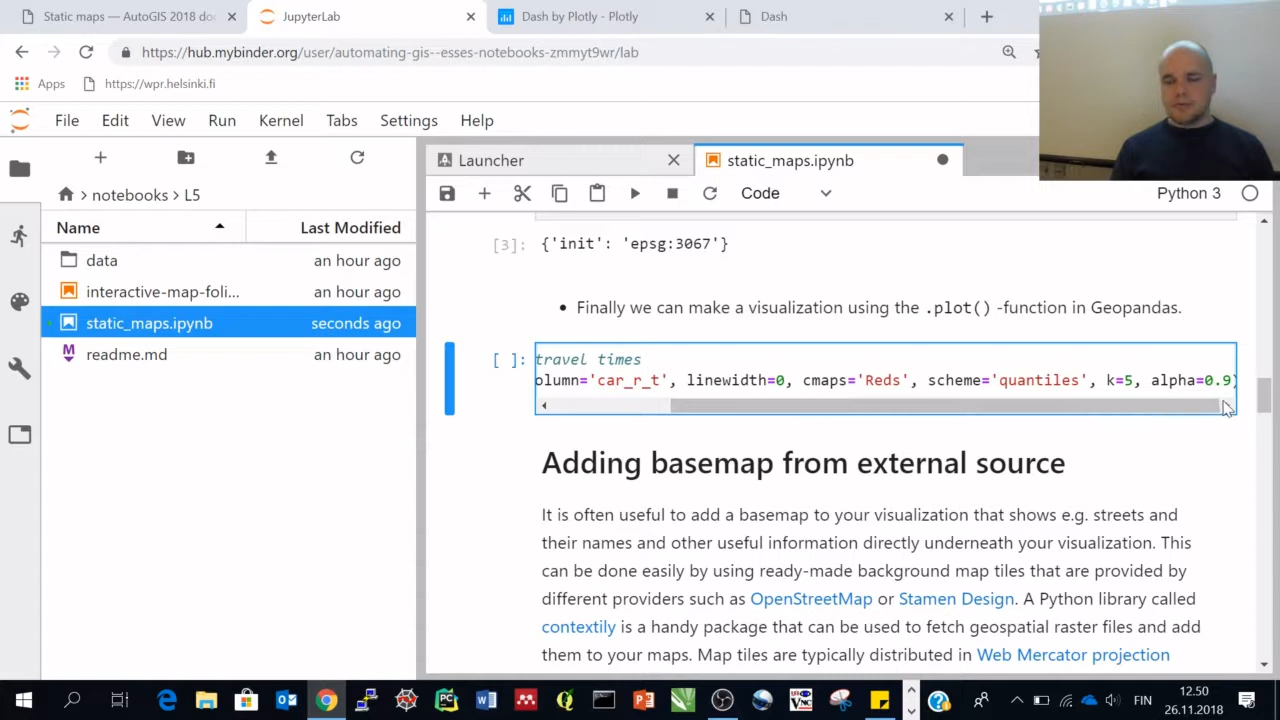 Static maps — AutoGIS 2018 do
JupyterLab
Dash by Plotly - Plotly
Dash
https://hub.mybinder.org/user/automating-gis--esses-notebooks-zmmyt9wr/lab
Apps
https://wpr.helsinki.fi
File Edit View Run Kernel Tabs Settings Help
Launcher
static_maps.ipynb
notebooks > L5
Code
Python 3
Name Last Modified
data an hour ago
interactive-map-foli... an hour ago
static_maps.ipynb seconds ago
readme.md an hour ago
[3]: {'init': 'epsg:3067'}
• Finally we can make a visualization using the .plot() -function in Geopandas.
[ ]: travel times
olumn='car_r_t', linewidth=0, cmaps='Reds', scheme='quantiles', k=5, alpha=0.9)
Adding basemap from external source
It is often useful to add a basemap to your visualization that shows e.g. streets and
their names and other useful information directly underneath your visualization. This
can be done easily by using ready-made background map tiles that are provided by
different providers such as OpenStreetMap or Stamen Design. A Python library called
contextily is a handy package that can be used to fetch geospatial raster files and add
them to your maps. Map tiles are typically distributed in Web Mercator projection
FIN
12.50
26.11.2018